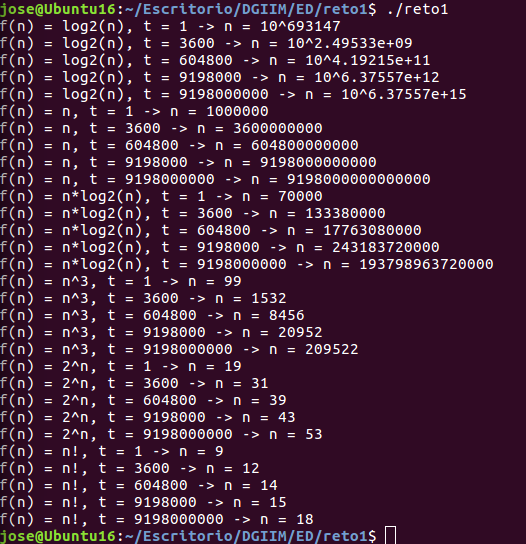 jose@Ubuntu16:~/Escritorio/DGIIM/ED/reto1$ ./reto1
f(n) = log2(n), t = 1 -> n = 10^693147
f(n) = log2(n), t = 3600 -> n = 10^2.49533e+09
f(n) = log2(n), t = 604800 -> n = 10^4.19215e+11
f(n) = log2(n), t = 9198000 -> n = 10^6.37557e+12
f(n) = log2(n), t = 9198000000 -> n = 10^6.37557e+15
f(n) = n, t = 1 -> n = 1000000
f(n) = n, t = 3600 -> n = 3600000000
f(n) = n, t = 604800 -> n = 604800000000
f(n) = n, t = 9198000 -> n = 9198000000000
f(n) = n, t = 9198000000 -> n = 9198000000000000
f(n) = n*log2(n), t = 1 -> n = 70000
f(n) = n*log2(n), t = 3600 -> n = 133380000
f(n) = n*log2(n), t = 604800 -> n = 17763080000
f(n) = n*log2(n), t = 9198000 -> n = 243183720000
f(n) = n*log2(n), t = 9198000000 -> n = 193798963720000
f(n) = n^3, t = 1 -> n = 99
f(n) = n^3, t = 3600 -> n = 1532
f(n) = n^3, t = 604800 -> n = 8456
f(n) = n^3, t = 9198000 -> n = 20952
f(n) = n^3, t = 9198000000 -> n = 209522
f(n) = 2^n, t = 1 -> n = 19
f(n) = 2^n, t = 3600 -> n = 31
f(n) = 2^n, t = 604800 -> n = 39
f(n) = 2^n, t = 9198000 -> n = 43
f(n) = 2^n, t = 9198000000 -> n = 53
f(n) = n!, t = 1 -> n = 9
f(n) = n!, t = 3600 -> n = 12
f(n) = n!, t = 604800 -> n = 14
f(n) = n!, t = 9198000 -> n = 15
f(n) = n!, t = 9198000000 -> n = 18
jose@Ubuntu16:~/Escritorio/DGIIM/ED/reto1$